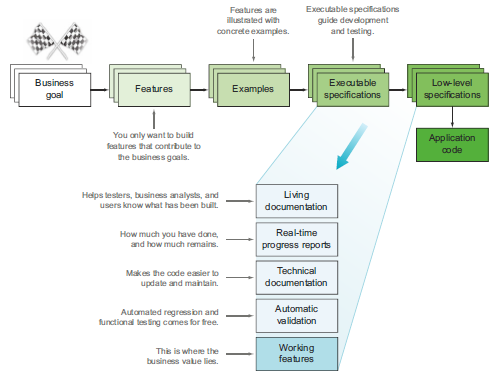 Features are
illustrated with
concrete examples.
Executable specifications
guide development
and testing.
Business
goal
Features
Examples
Executable
specifications
Low-level
specifications
You only want to build
features that contribute to
the business goals.
Application
code
Helps testers, business analysts, and
users know what has been built.
Living
documentation
How much you have done,
and how much remains.
Real-time
progress reports
Makes the code easier to
update and maintain.
Technical
documentation
Automated regression and
functional testing comes for free.
Automatic
validation
This is where the
business value lies.
Working
features